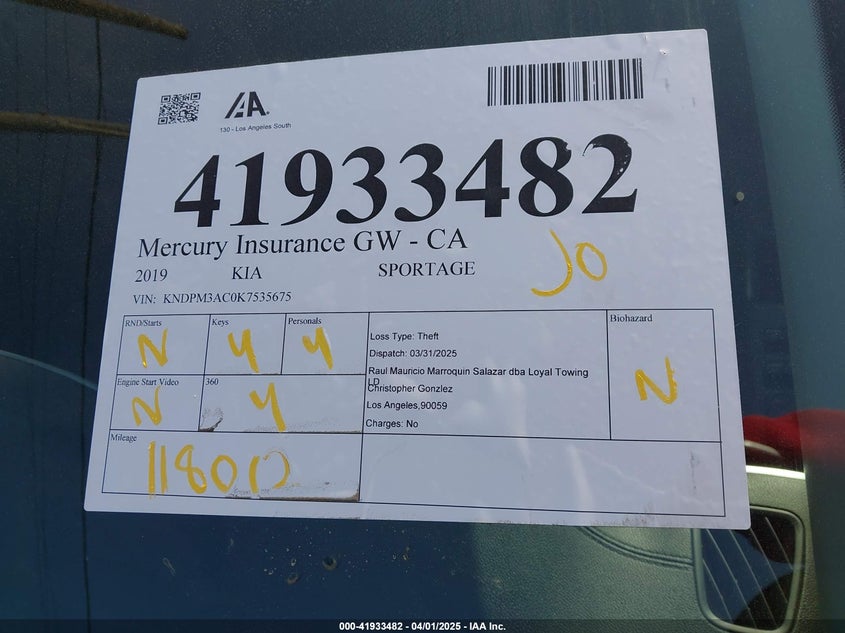 IAA.
130 - Los Angeles South
41933482
Mercury Insurance GW - CA
2019 KIA SPORTAGE
JO
VIN: KNDPM3AC0K7535675
RND/Starts Keys Personals
N Y Y
Loss Type: Theft
Dispatch: 03/31/2025
Raul Mauricio Marroquin Salazar dba Loyal Towing
LD
Christopher Gonzlez
Los Angeles,90059
Charges: No
Biohazard
N
Engine Start Video 360
N Y
Mileage
11800
000-41933482 - 04/01/2025 - IAA Inc.